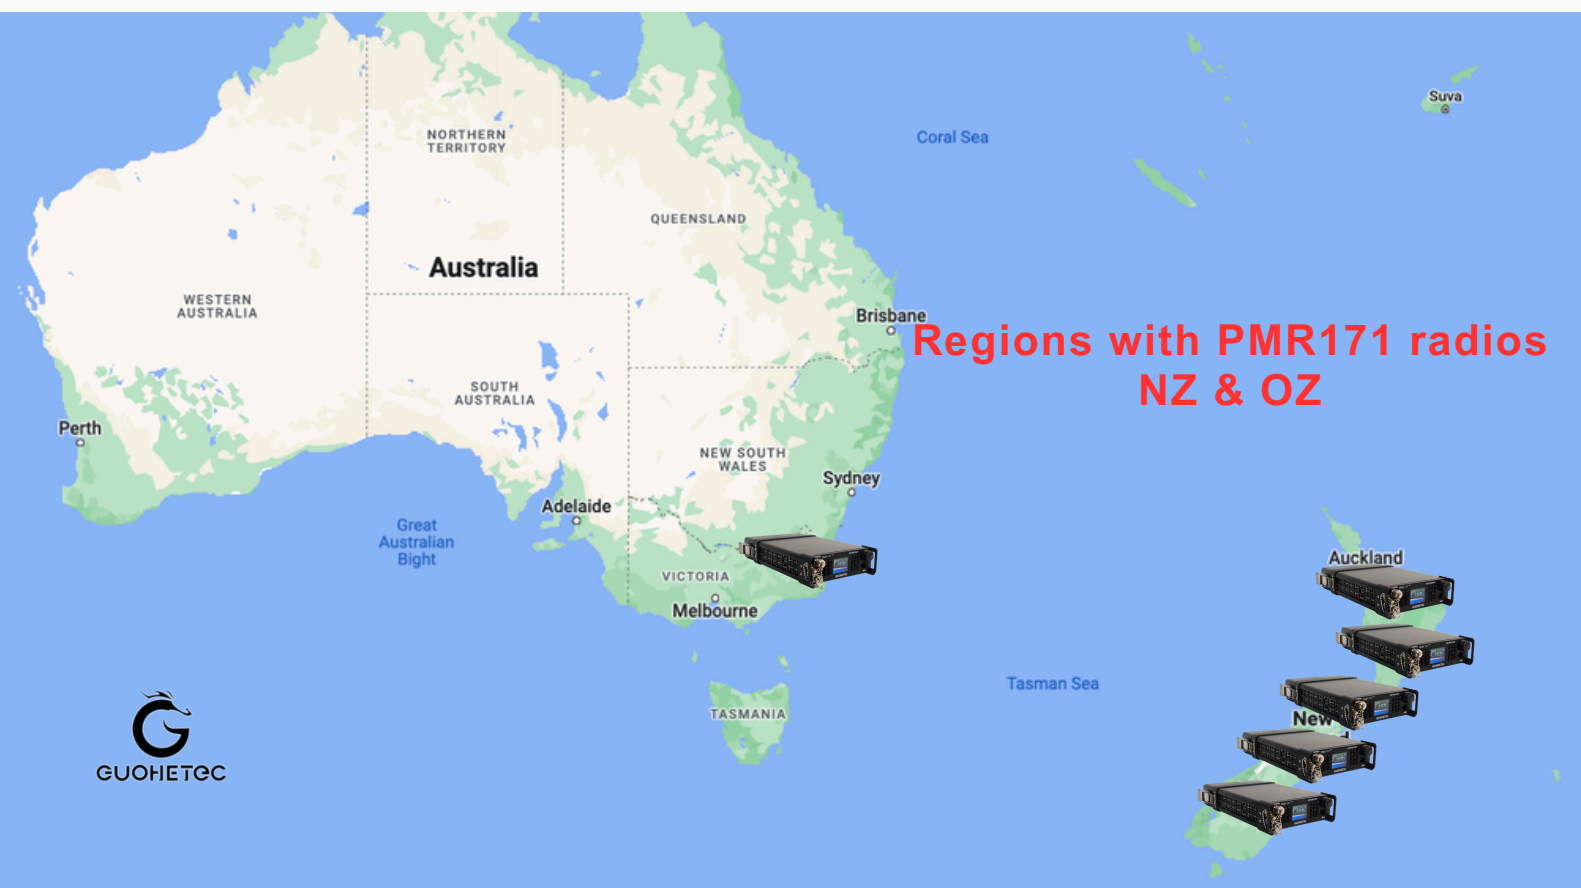 Suva
NORTHERN
TERRITORY
Coral Sea
QUEENSLAND
Australia
WESTERN
AUSTRALIA
Brisbane
Regions with PMR171 radios
NZ & OZ
SOUTH
AUSTRALIA
Perth
NEW SOUTH
WALES
Sydney
Adelaide
Great
Australian
Bight
Auckland
VICTORIA
Melbourne
Tasman Sea
TASMANIA
New
GUOHETEC